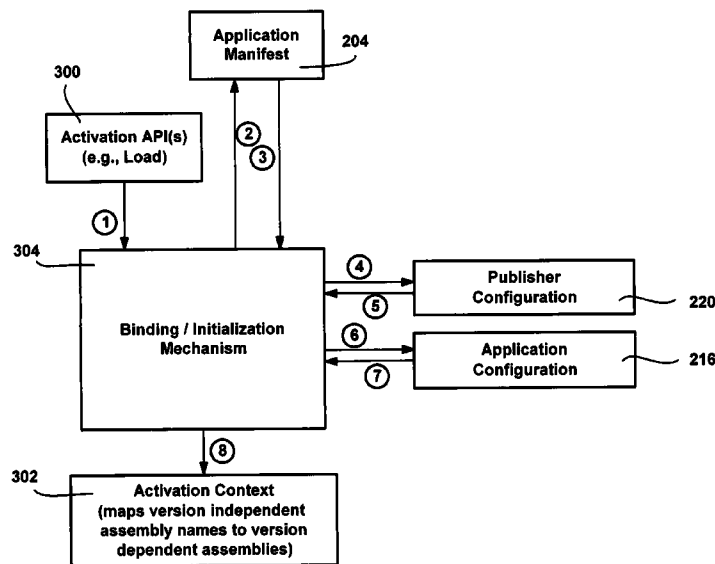 Application
Manifest
204
300
Activation API(s)
(e.g., Load)
2
3
1
304
Binding / Initialization
Mechanism
4
5
Publisher
Configuration
220
6
7
Application
Configuration
216
8
302
Activation Context
(maps version independent
assembly names to version
dependent assemblies)